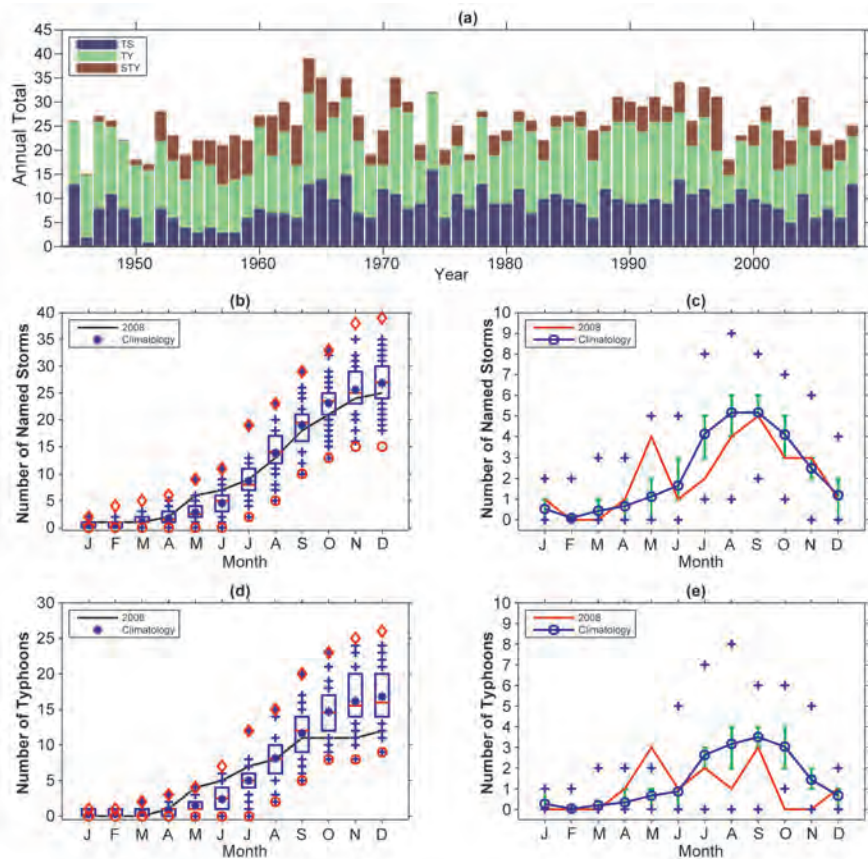 (a)
45
40
35
30
25
20
15
10
5
0
Annual Total
TS
TY
STY
1950 1960 1970 1980 1990 2000
Year
(b)
40
35
30
25
20
15
10
5
0
Number of Named Storms
2008
Climatology
J F M A M J J A S O N D
Month
(c)
10
9
8
7
6
5
4
3
2
1
0
Number of Named Storms
2008
Climatology
J F M A M J J A S O N D
Month
(d)
30
25
20
15
10
5
0
Number of Typhoons
2008
Climatology
J F M A M J J A S O N D
Month
(e)
10
9
8
7
6
5
4
3
2
1
0
Number of Typhoons
2008
Climatology
J F M A M J J A S O N D
Month